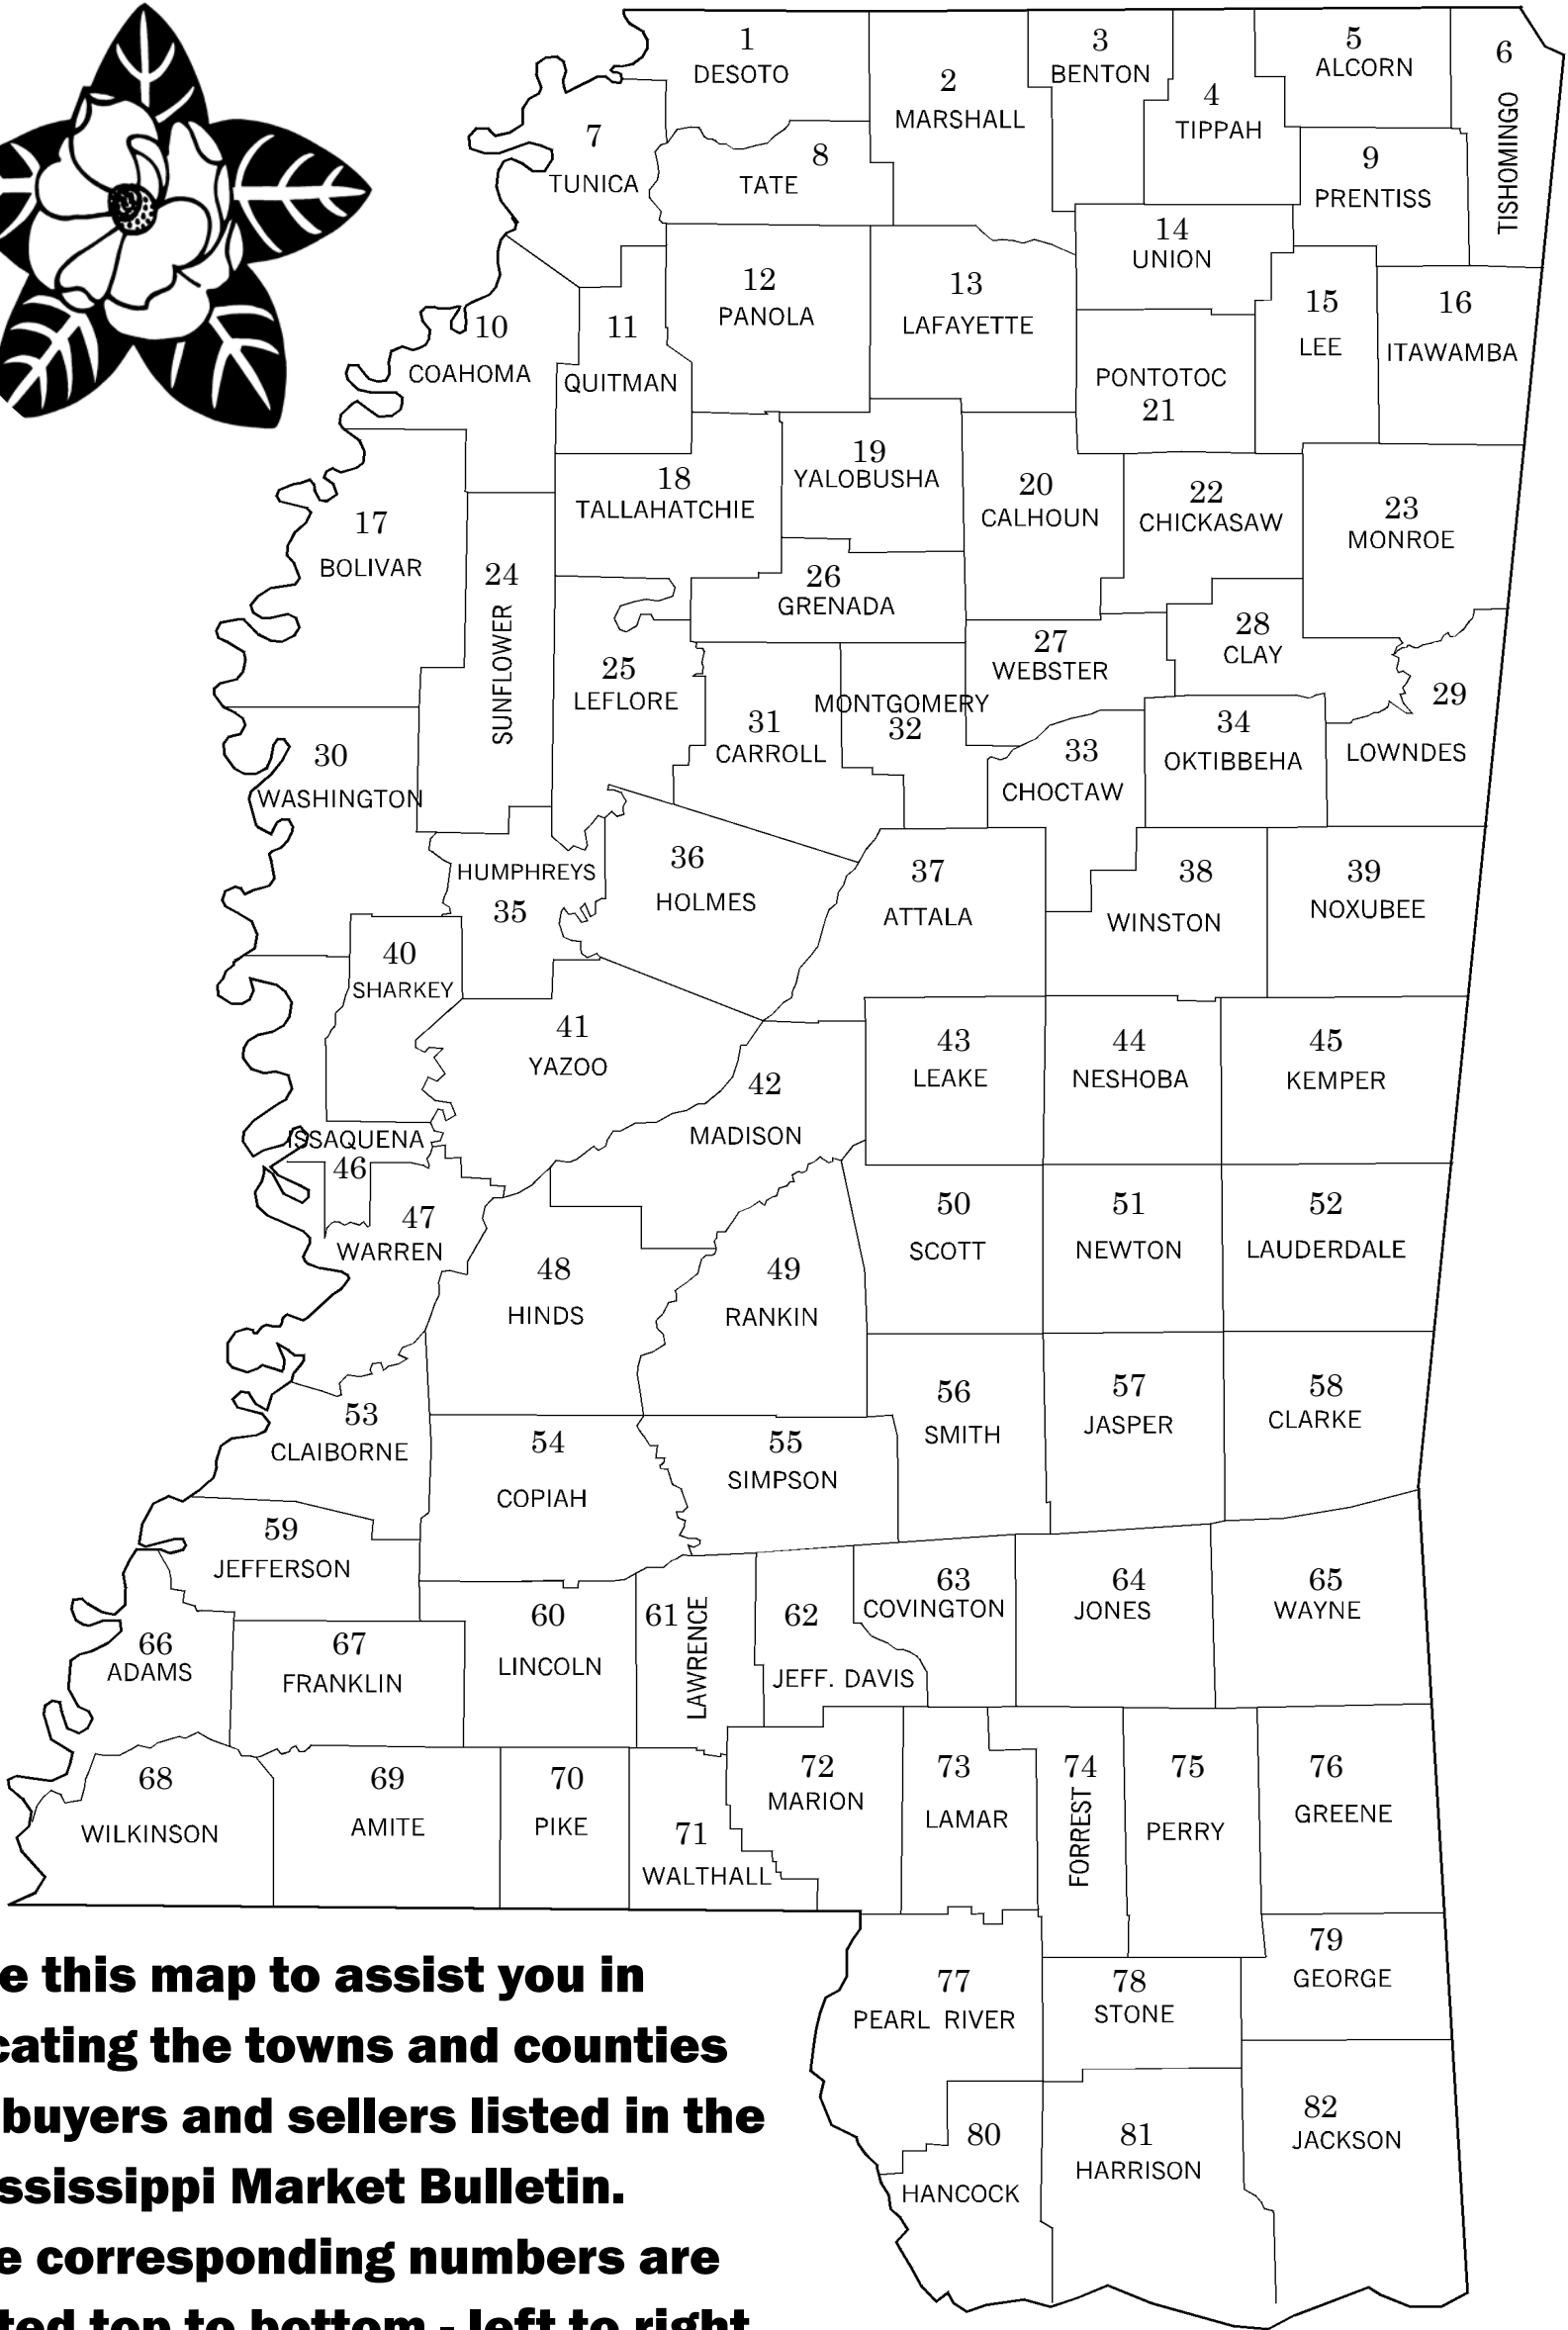 1
DESOTO
2
MARSHALL
3
BENTON
4
TIPPAH
5
ALCORN
6
TISHOMINGO
7
TUNICA
8
TATE
9
PRENTISS
10
COAHOMA
11
QUITMAN
12
PANOLA
13
LAFAYETTE
14
UNION
15
LEE
16
ITAWAMBA
17
BOLIVAR
18
TALLAHATCHIE
19
YALOBUSHA
20
CALHOUN
PONTOTOC
21
22
CHICKASAW
23
MONROE
24
SUNFLOWER
25
LEFLORE
26
GRENADA
27
WEBSTER
28
CLAY
29
LOWNDES
30
WASHINGTON
31
CARROLL
MONTGOMERY
32
33
CHOCTAW
34
OKTIBBEHA
HUMPHREYS
35
36
HOLMES
37
ATTALA
38
WINSTON
39
NOXUBEE
40
SHARKEY
41
YAZOO
42
MADISON
43
LEAKE
44
NESHOBA
45
KEMPER
ISSAQUENA
46
47
WARREN
48
HINDS
49
RANKIN
50
SCOTT
51
NEWTON
52
LAUDERDALE
53
CLAIBORNE
54
COPIAH
55
SIMPSON
56
SMITH
57
JASPER
58
CLARKE
59
JEFFERSON
60
LINCOLN
61
LAWRENCE
62
JEFF. DAVIS
63
COVINGTON
64
JONES
65
WAYNE
66
ADAMS
67
FRANKLIN
68
WILKINSON
69
AMITE
70
PIKE
71
WALTHALL
72
MARION
73
LAMAR
74
FORREST
75
PERRY
76
GREENE
77
PEARL RIVER
78
STONE
79
GEORGE
80
HANCOCK
81
HARRISON
82
JACKSON
e this map to assist you in
cating the towns and counties
buyers and sellers listed in the
ssissippi Market Bulletin.
e corresponding numbers are
ted top to bottom - left to right